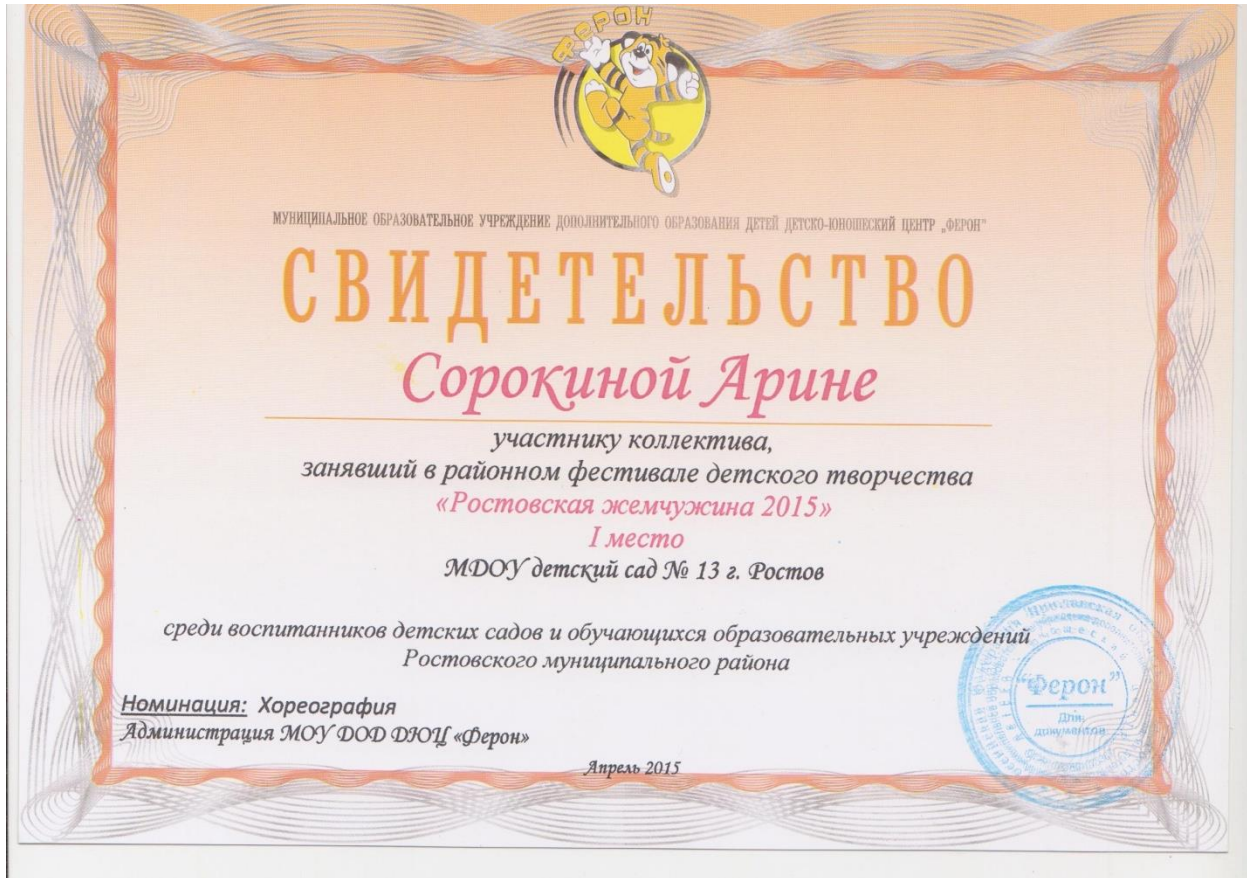 ФЕРОН
МУНИЦИПАЛЬНОЕ ОБРАЗОВАТЕЛЬНОЕ УЧРЕЖДЕНИЕ ДОПОЛНИТЕЛЬНОГО ОБРАЗОВАНИЯ ДЕТЕЙ ДЕТСКО-ЮНОШЕСКИЙ ЦЕНТР „ФЕРОН"
СВИДЕТЕЛЬСТВО
Сорокиной Арине
участнику коллектива,
занявший в районном фестивале детского творчества
«Ростовская жемчужина 2015»
I место
МДОУ детский сад № 13 г. Ростов
среди воспитанников детских садов и обучающихся образовательных учреждений
Ростовского муниципального района
Номинация: Хореография
Администрация МОУ ДОД ДЮЦ «Ферон»
Апрель 2015
"Ферон"
Для
документов